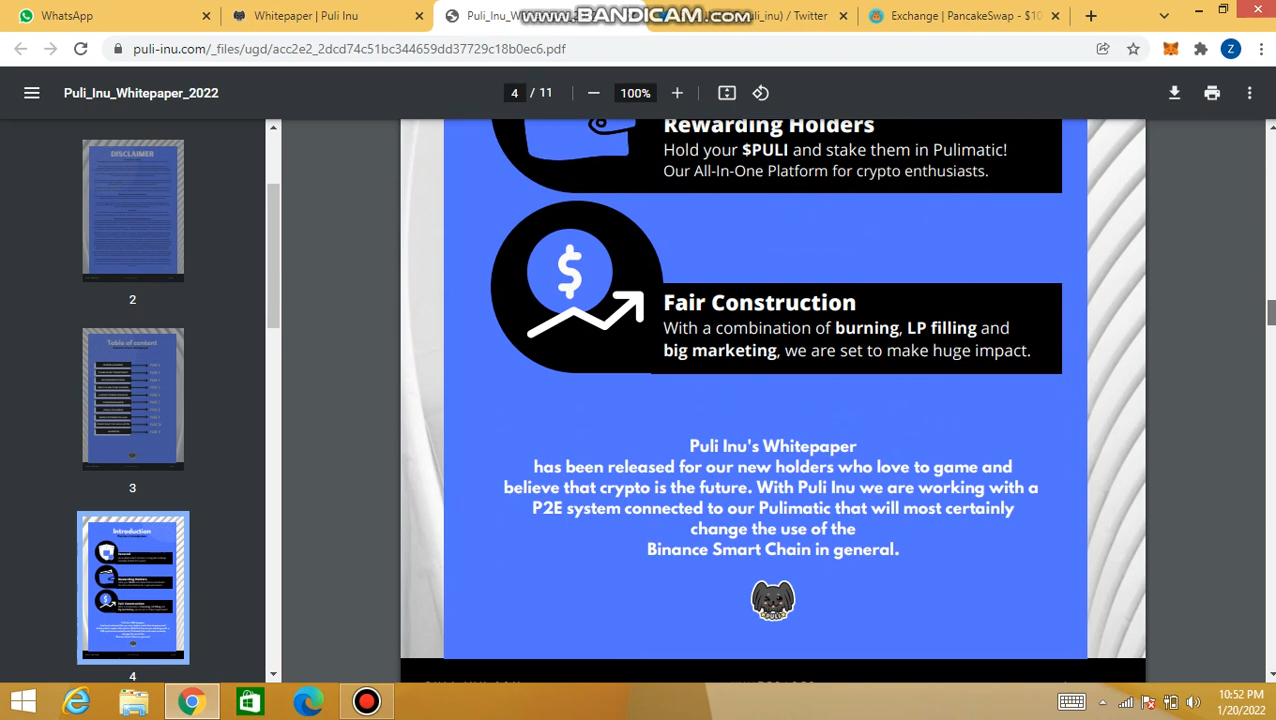 WhatsApp
Whitepaper | Puli Inu
Puli_Inu_W
www.BANDICAM.com
li_inu) / Twitter
Exchange | PancakeSwap - $10
puli-inu.com/_files/ugd/acc2e2_2dcd74c51bc344659dd37729c18b0ec6.pdf
Z
Puli_Inu_Whitepaper_2022
4 / 11
100%
DISCLAIMER
2
Table of content
3
Introduction
4
Rewarding Holders
Hold your $PULI and stake them in Pulimatic!
Our All-In-One Platform for crypto enthusiasts.
$
Fair Construction
With a combination of burning, LP filling and
big marketing, we are set to make huge impact.
Puli Inu's Whitepaper
has been released for our new holders who love to game and
believe that crypto is the future. With Puli Inu we are working with a
P2E system connected to our Pulimatic that will most certainly
change the use of the
Binance Smart Chain in general.
PULI
10:52 PM
1/20/2022